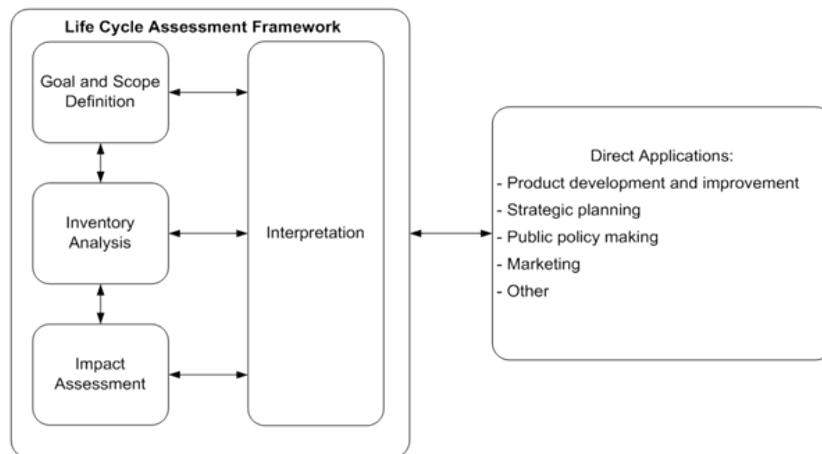 Life Cycle Assessment Framework
Goal and Scope
Definition
Inventory
Analysis
Impact
Assessment
Interpretation
Direct Applications:
- Product development and improvement
- Strategic planning
- Public policy making
- Marketing
- Other